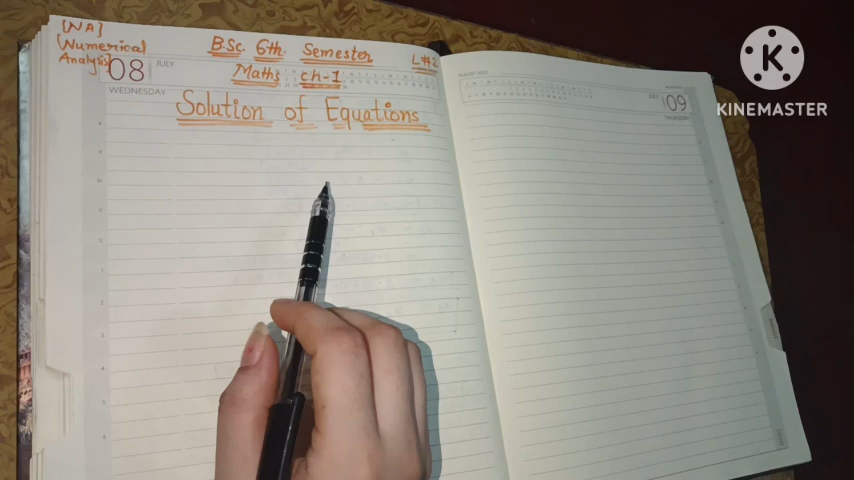 [NA]
[Numerical Analysis]
B.Sc. 6th Semester
L#2
Maths ch-1
08 JULY
WEDNESDAY
Solution of Equations
09
THURSDAY
KINEMASTER